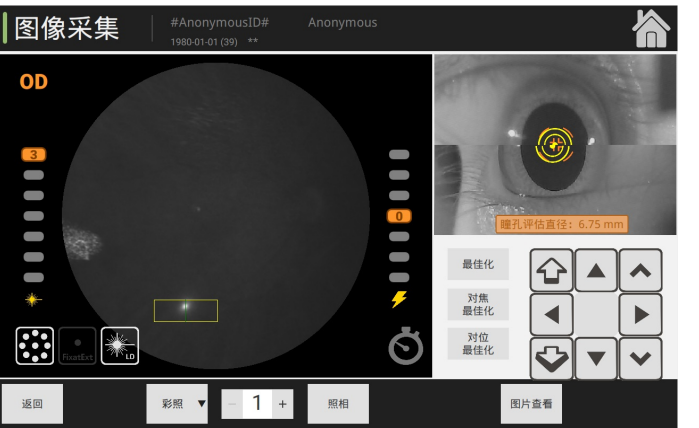 图像采集
#AnonymousID# Anonymous
1980-01-01 (39) **
OD
3
0
瞳孔评估直径: 6.75 mm
最佳化
对焦
最佳化
对位
最佳化
FixatExt
LD
返回
彩照 ▼
− 1 +
照相
图片查看